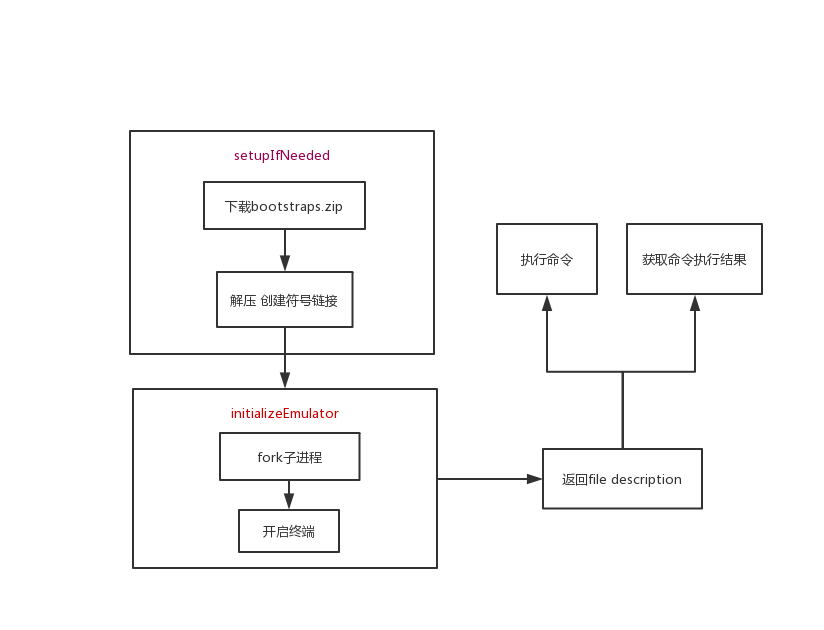 setupIfNeeded
下载bootstraps.zip
解压 创建符号链接
initializeEmulator
fork子进程
开启终端
返回file description
执行命令
获取命令执行结果